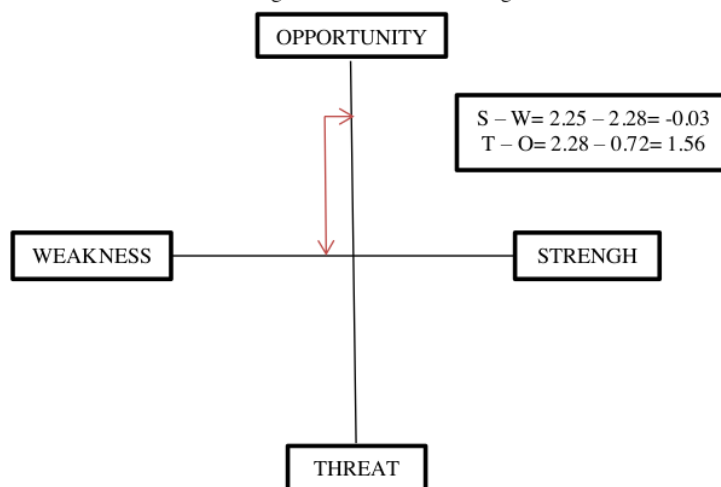 OPPORTUNITY
S – W= 2.25 – 2.28= -0.03
T – O= 2.28 – 0.72= 1.56
WEAKNESS
STRENGH
THREAT